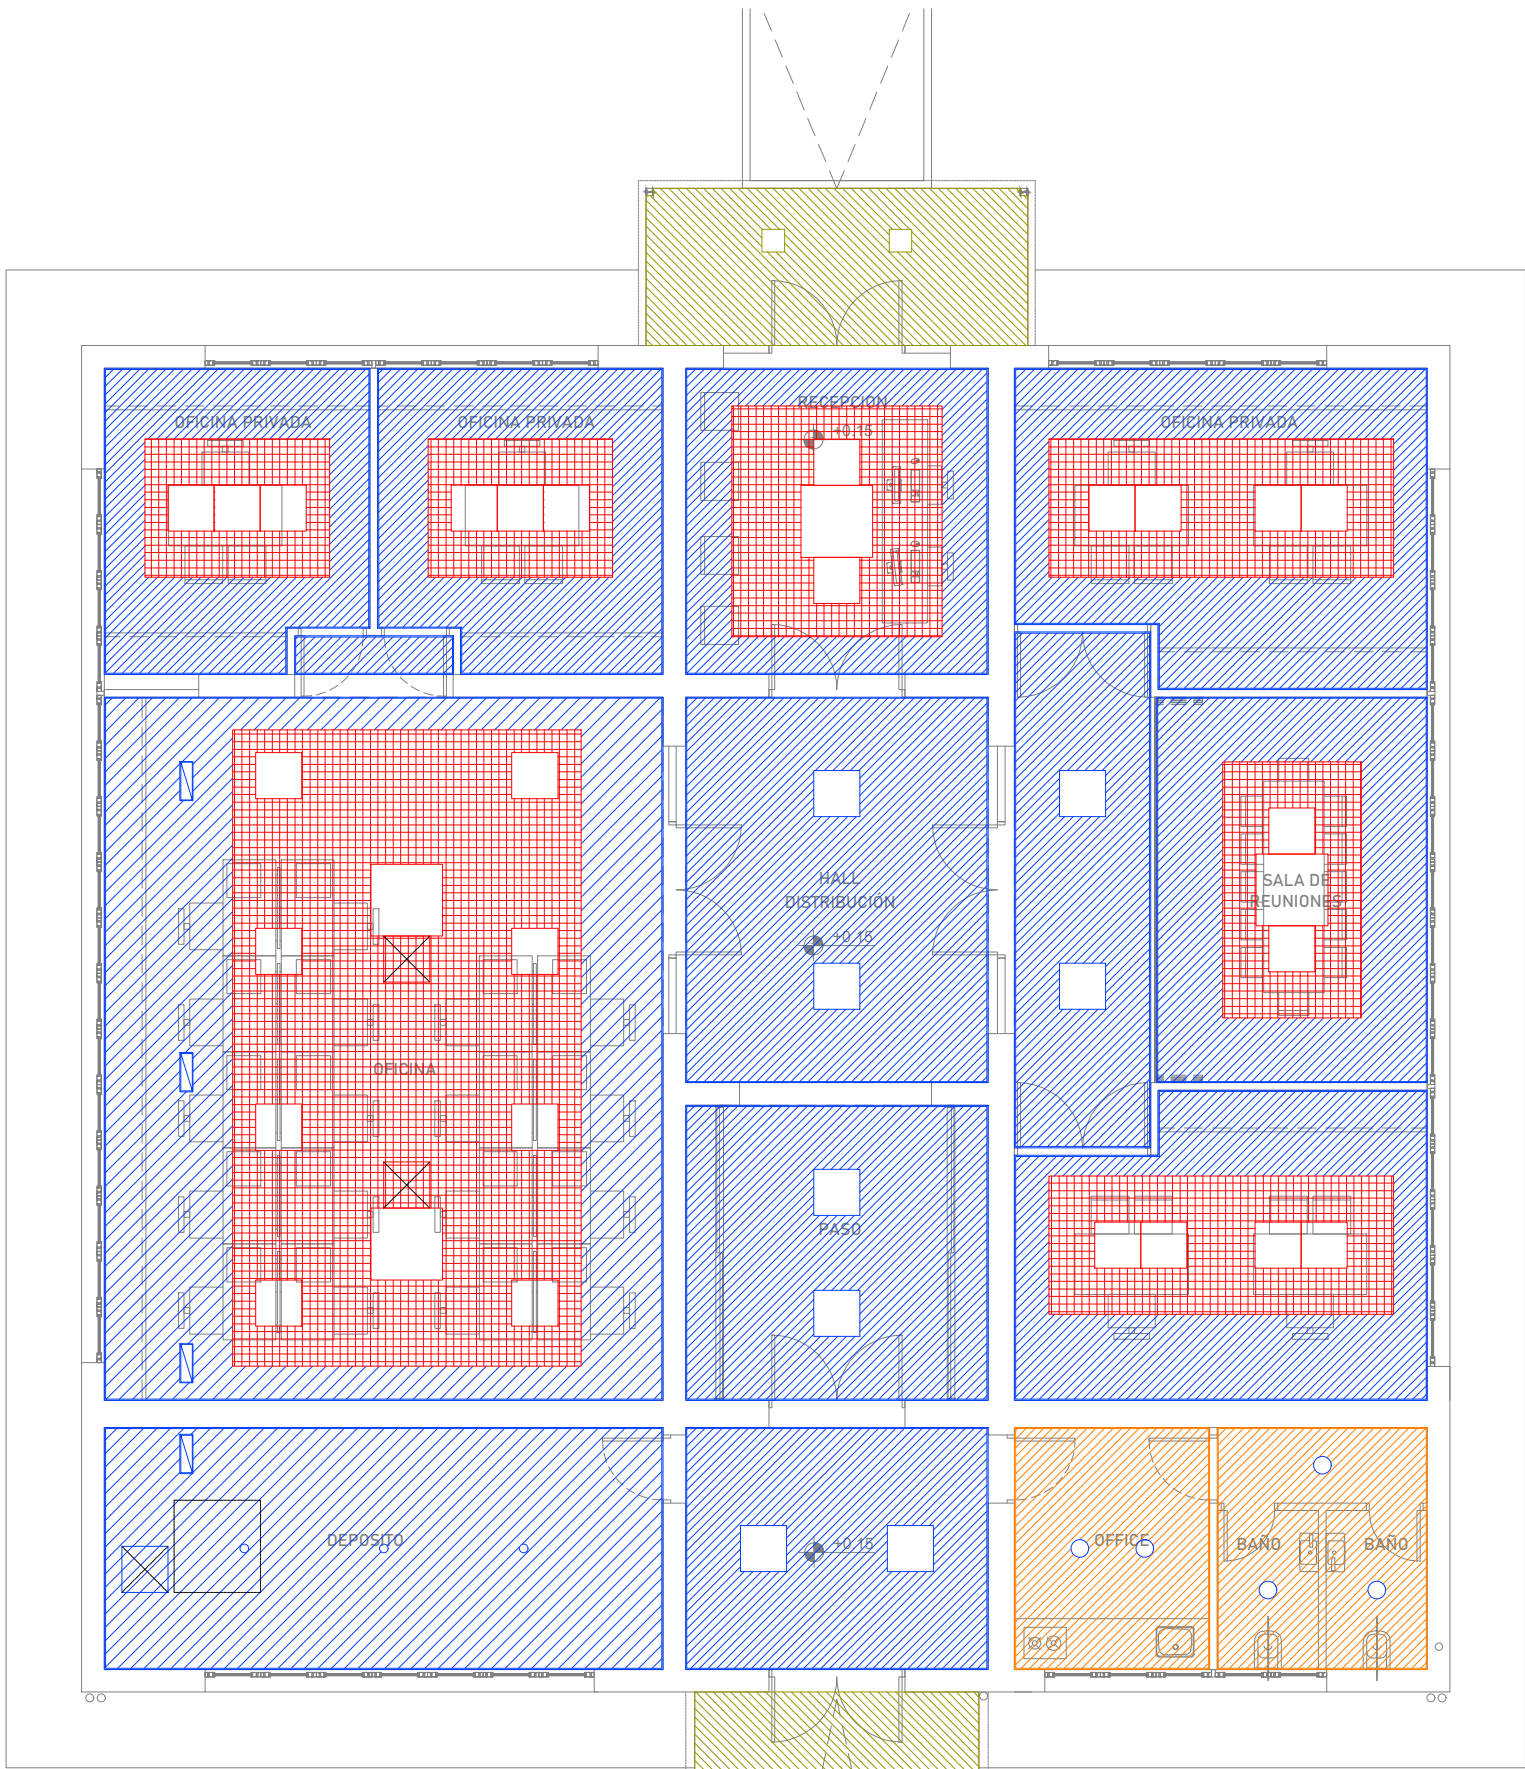 RECEPCION
OFICINA PRIVADA
OFICINA PRIVADA
OFICINA PRIVADA
+0.15
HALL
DISTRIBUCIÓN
SALA DE
REUNIONES
+0.15
OFICINA
PASO
DEPOSITO
+0.15
OFFICE
BAÑO
BAÑO